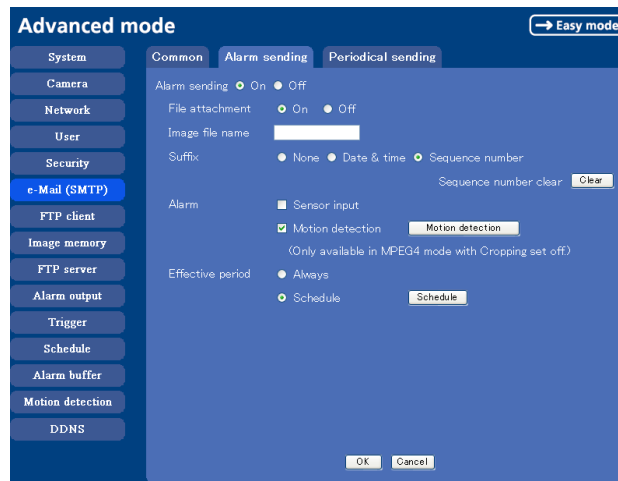 Advanced mode
→ Easy mode
System
Camera
Network
User
Security
e-Mail (SMTP)
FTP client
Image memory
FTP server
Alarm output
Trigger
Schedule
Alarm buffer
Motion detection
DDNS
Common Alarm sending Periodical sending
Alarm sending On Off
File attachment On Off
Image file name
Suffix None Date & time Sequence number
Sequence number clear Clear
Alarm Sensor input
Motion detection Motion detection
(Only available in MPEG4 mode with Cropping set off.)
Effective period Always
Schedule Schedule
OK Cancel